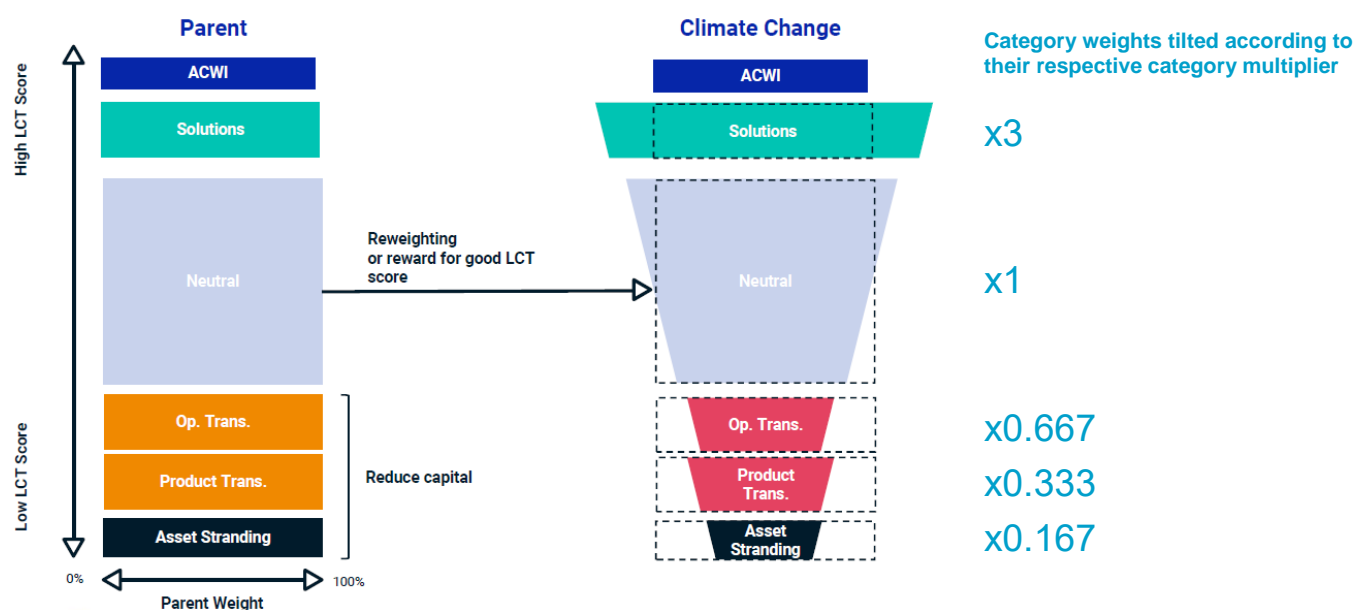 Parent
Climate Change
Category weights tilted according to
their respective category multiplier
High LCT Score
ACWI
ACWI
Solutions
Solutions
x3
Reweighting
or reward for good LCT
score
Neutral
Neutral
x1
Low LCT Score
Op. Trans.
Op. Trans.
x0.667
Product Trans.
Reduce capital
Product
Trans.
x0.333
Asset Stranding
Asset
Stranding
x0.167
0%
100%
Parent Weight